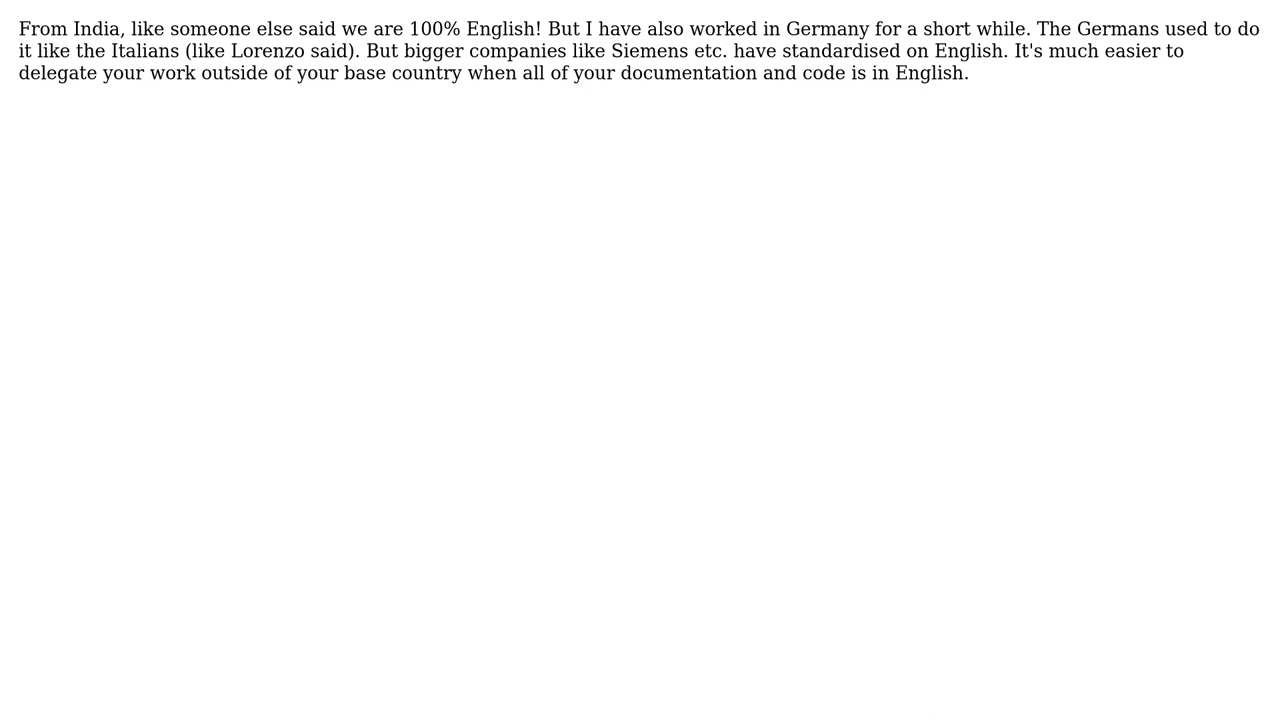 From India, like someone else said we are 100% English! But I have also worked in Germany for a short while. The Germans used to do
it like the Italians (like Lorenzo said). But bigger companies like Siemens etc. have standardised on English. It's much easier to
delegate your work outside of your base country when all of your documentation and code is in English.